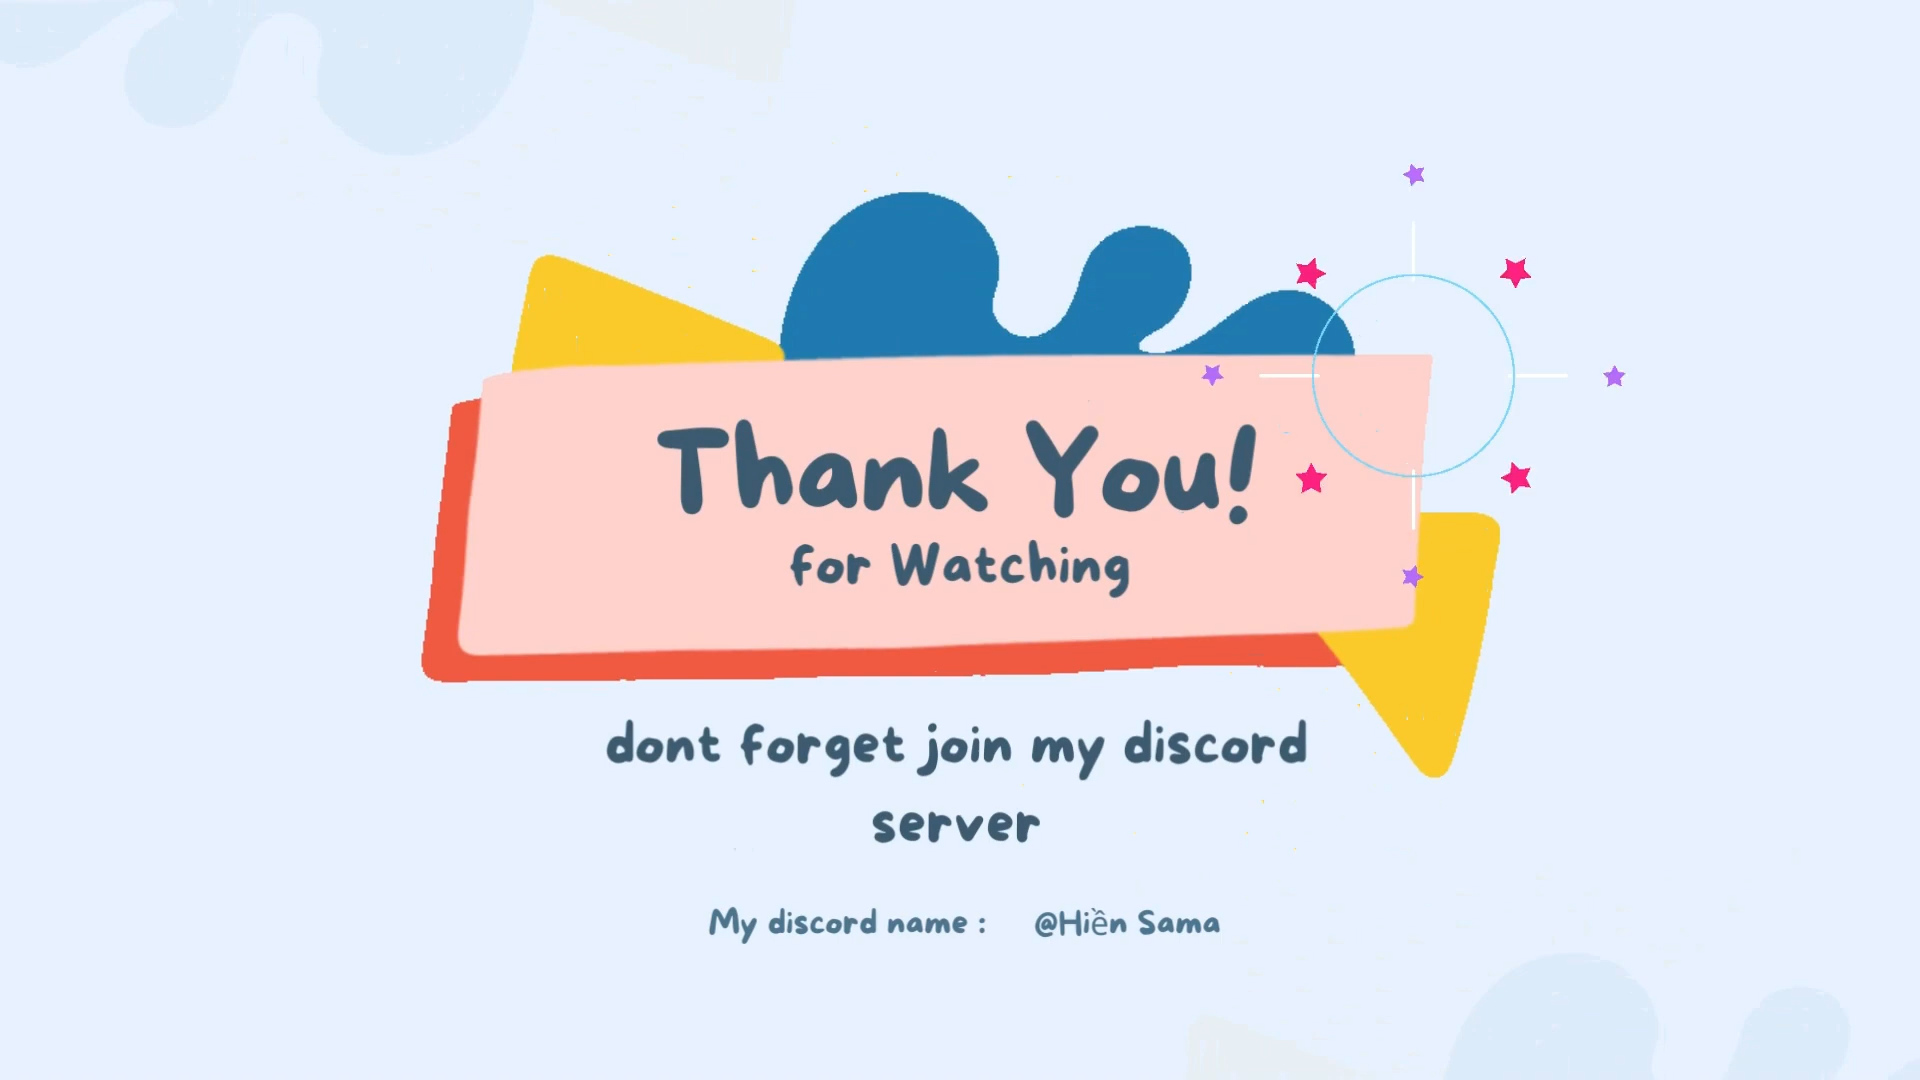 Thank You!
for Watching
dont forget join my discord
server
My discord name : @Hiền Sama